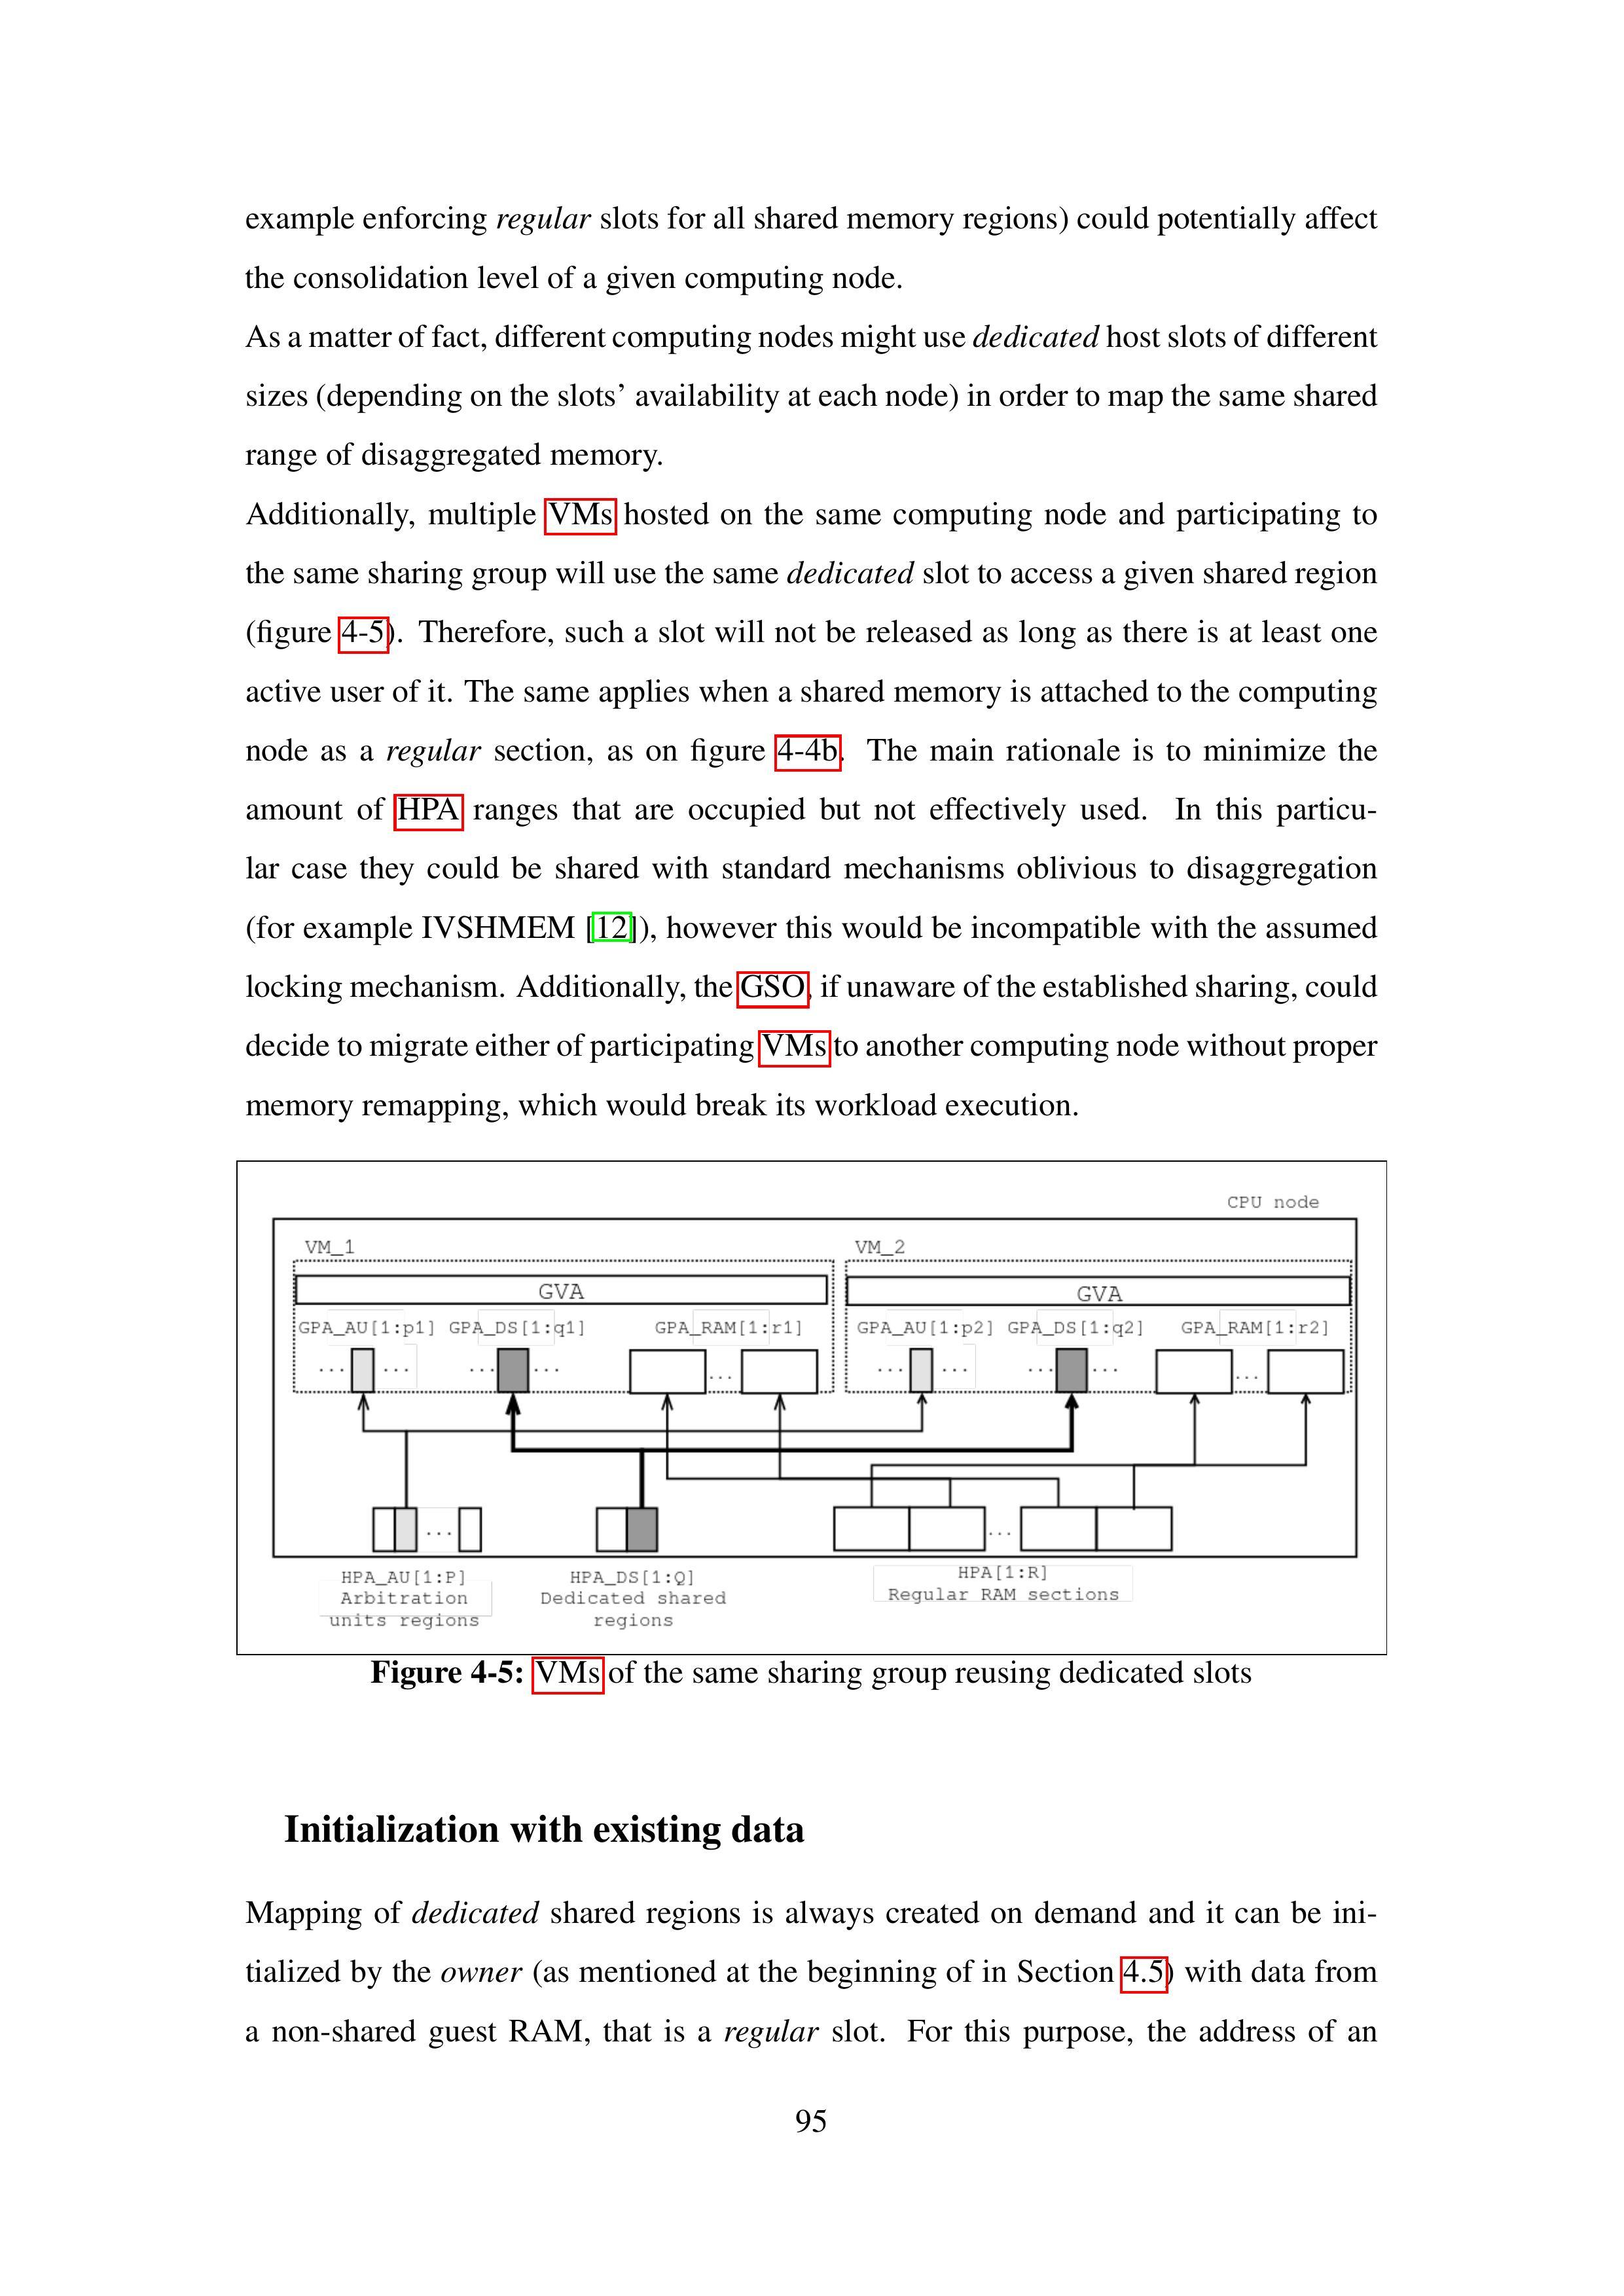 example enforcing regular slots for all shared memory regions) could potentially affect
the consolidation level of a given computing node.
As a matter of fact, different computing nodes might use dedicated host slots of different
sizes (depending on the slots’ availability at each node) in order to map the same shared
range of disaggregated memory.
Additionally, multiple VMs hosted on the same computing node and participating to
the same sharing group will use the same dedicated slot to access a given shared region
(figure 4-5). Therefore, such a slot will not be released as long as there is at least one
active user of it. The same applies when a shared memory is attached to the computing
node as a regular section, as on figure 4-4b. The main rationale is to minimize the
amount of HPA ranges that are occupied but not effectively used. In this particu-
lar case they could be shared with standard mechanisms oblivious to disaggregation
(for example IVSHMEM [12]), however this would be incompatible with the assumed
locking mechanism. Additionally, the GSO, if unaware of the established sharing, could
decide to migrate either of participating VMs to another computing node without proper
memory remapping, which would break its workload execution.
CPU node
VM_1 VM_2
GVA GVA
GPA_AU[1:p1] GPA_DS[1:q1] GPA_RAM[1:r1] GPA_AU[1:p2] GPA_DS[1:q2] GPA_RAM[1:r2]
... ... ... ... ... ... ... ... ... ...
... ...
HPA_AU[1:P] HPA_DS[1:Q] HPA[1:R]
Arbitration Dedicated shared Regular RAM sections
units regions regions
Figure 4-5: VMs of the same sharing group reusing dedicated slots
Initialization with existing data
Mapping of dedicated shared regions is always created on demand and it can be ini-
tialized by the owner (as mentioned at the beginning of in Section 4.5) with data from
a non-shared guest RAM, that is a regular slot. For this purpose, the address of an
95